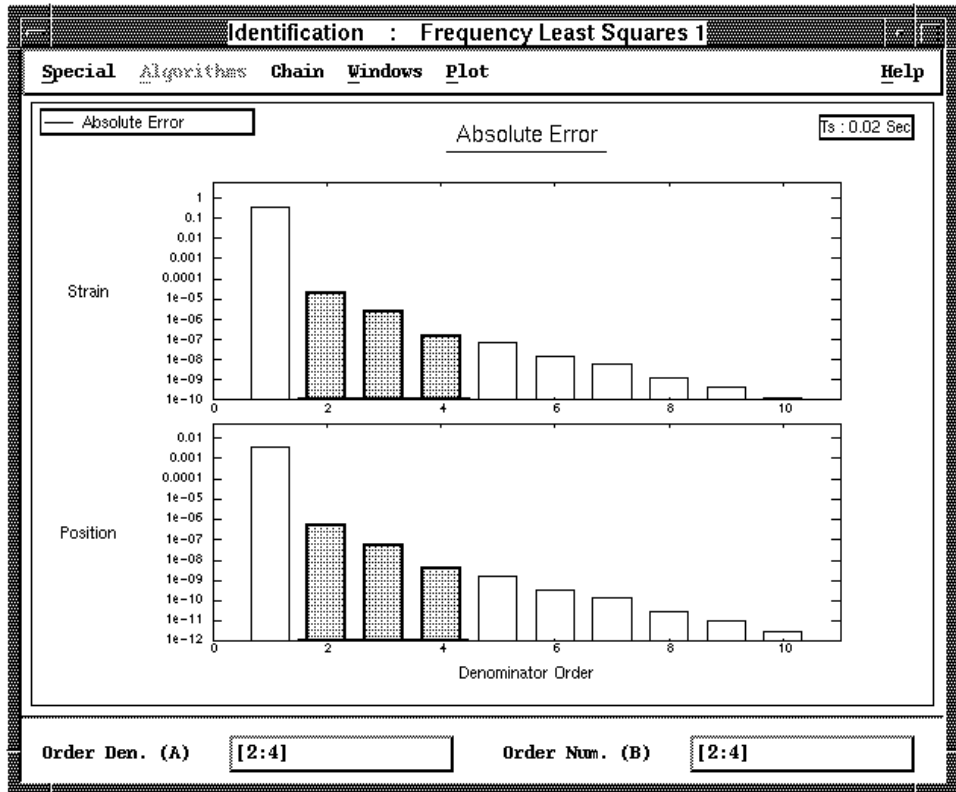 Identification : Frequency Least Squares 1
Special Algorithms Chain Windows Plot Help
Absolute Error
Absolute Error
Ts : 0.02 Sec
Strain
1
0.1
0.01
0.001
0.0001
1e-05
1e-06
1e-07
1e-08
1e-09
1e-10
0 2 4 6 8 10
Position
0.01
0.001
0.0001
1e-05
1e-06
1e-07
1e-08
1e-09
1e-10
1e-11
1e-12
0 2 4 6 8 10
Denominator Order
Order Den. (A) [2:4] Order Num. (B) [2:4]